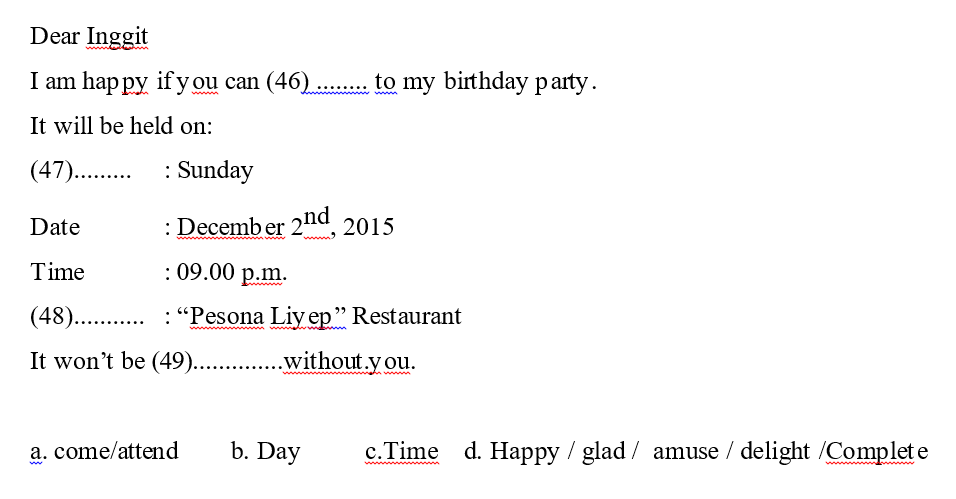 Dear Inggit
I am happy if you can (46) ........ to my birthday party.
It will be held on:
(47)......... : Sunday
Date : December 2nd, 2015
Time : 09.00 p.m.
(48)........... : “Pesona Liyep” Restaurant
It won’t be (49)..............without.you.
a. come/attend b. Day c.Time d. Happy / glad / amuse / delight /Complete